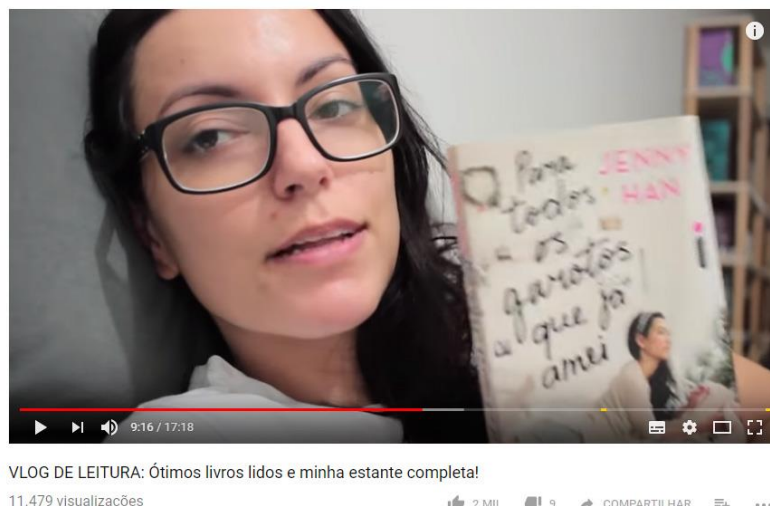 Para
todos
os
garotos
que já
amei
JENNY
HAN
9:16 / 17:18
VLOG DE LEITURA: Ótimos livros lidos e minha estante completa!
11.479 visualizações
2 MIL
9
COMPARTILHAR